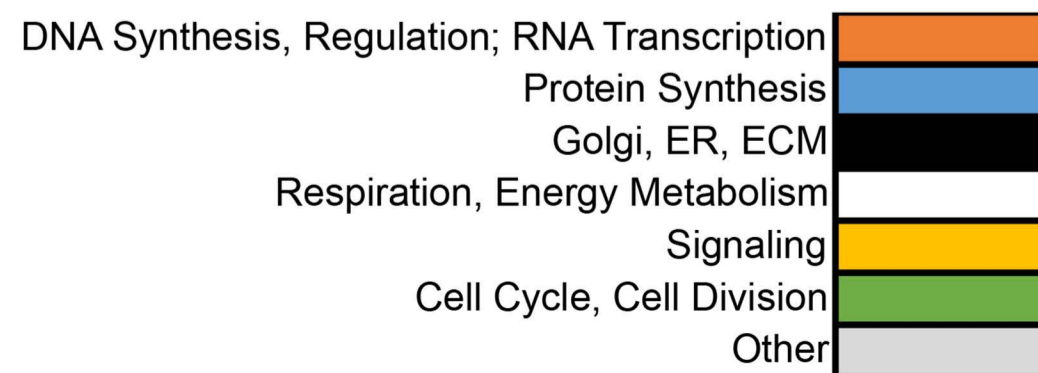 DNA Synthesis, Regulation; RNA Transcription
Protein Synthesis
Golgi, ER, ECM
Respiration, Energy Metabolism
Signaling
Cell Cycle, Cell Division
Other